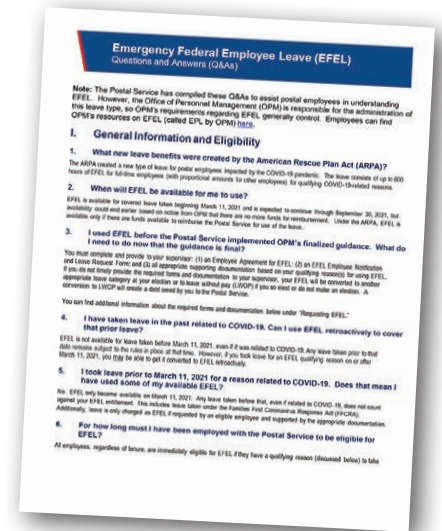 Emergency Federal Employee Leave (EFEL)
Questions and Answers (Q&As)
Note: The Postal Service has compiled these Q&As to assist postal employees in understanding
EFEL. However, the Office of Personnel Management (OPM) is responsible for the administration of
this leave type, so OPM's requirements regarding EFEL generally control. Employees can find
OPM's resources on EFEL (called EPL by OPM) here.
I. General Information and Eligibility
1. What new leave benefits were created by the American Rescue Plan Act (ARPA)?
The ARPA created a new type of leave for postal employees impacted by the COVID-19 pandemic. The leave consists of up to 600
hours of EFEL for full-time employees (with proportional amounts for other employees) for qualifying COVID-related reasons.
2. When will EFEL be available for me to use?
EFEL is available for covered leave taken beginning March 11, 2021 and is expected to continue through September 30, 2021, but
availability could end earlier based on notice from OPM that there are no more funds for reimbursement. Under the ARPA, EFEL is
available only if there are funds available to reimburse the Postal Service for use of the leave.
3. I used EFEL before the Postal Service implemented OPM's finalized guidance. What do
I need to do now that the guidance is final?
You must complete and provide to your supervisor: (1) an Employee Agreement for EFEL; (2) an EFEL Employee Notification
and Leave Request Form; and (3) all appropriate supporting documentation based on your qualifying reason(s) for using EFEL.
If you do not timely provide the required forms and documentation to your supervisor, your EFEL will be converted to another
appropriate leave category at your election or to leave without pay (LWOP) if you so elect or do not make an election. A
conversion to LWOP will create a debt owed by you to the Postal Service.
You can find additional information about the required forms and documentation below under "Requesting EFEL."
4. I have taken leave in the past related to COVID-19. Can I use EFEL retroactively to cover
that prior leave?
EFEL is not available for leave taken before March 11, 2021, even if it was related to COVID-19. Any leave taken prior to that
date remains subject to the rules in place at that time. However, if you took leave for an EFEL qualifying reason on or after
March 11, 2021, you may be able to get it converted to EFEL retroactively.
5. I took leave prior to March 11, 2021 for a reason related to COVID-19. Does that mean I
have used some of my available EFEL?
No. EFEL only became available on March 11, 2021. Any leave taken before that, even if related to COVID-19, does not count
against your EFEL entitlement. This includes leave taken under the Families First Coronavirus Response Act (FFCRA).
Additionally, leave is only charged as EFEL if requested by an eligible employee and supported by the appropriate documentation.
6. For how long must I have been employed with the Postal Service to be eligible for
EFEL?
All employees, regardless of tenure, are immediately eligible for EFEL if they have a qualifying reason (discussed below) to take